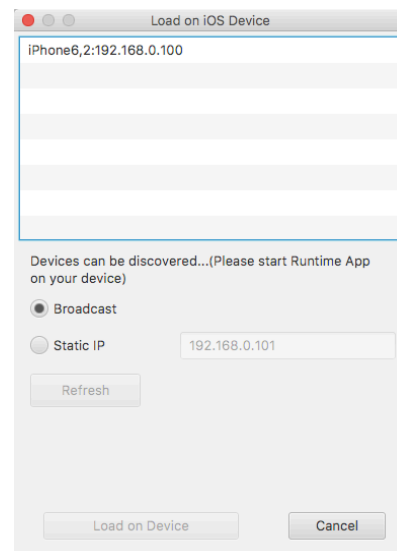 Load on iOS Device
iPhone6,2:192.168.0.100
Devices can be discovered...(Please start Runtime App
on your device)
Broadcast
Static IP
192.168.0.101
Refresh
Load on Device
Cancel